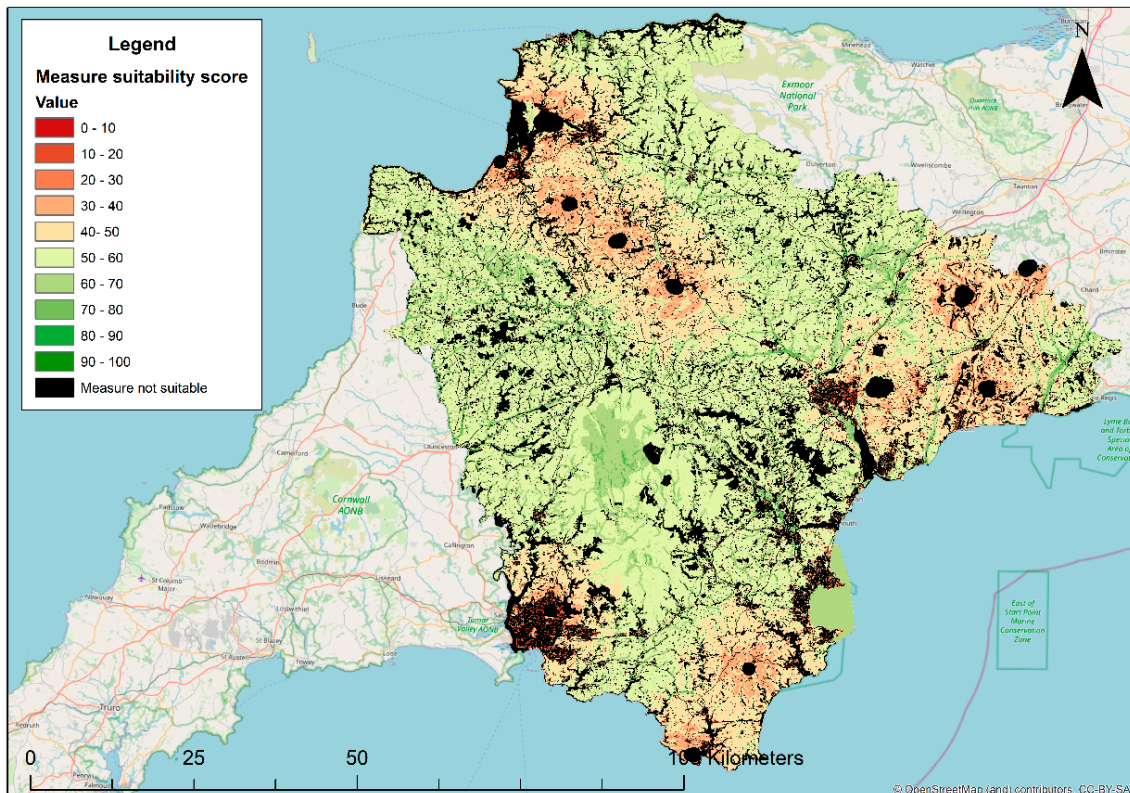 Legend
Measure suitability score
Value
0 - 10
10 - 20
20 - 30
30 - 40
40 - 50
50 - 60
60 - 70
70 - 80
80 - 90
90 - 100
Measure not suitable
N
Minehead
Watchet
Exmoor
National
Park
Dulverton
Wiveliscombe
Taunton
Wellington
Ilminster
Chard
Bude
Launceston
Camelford
Cornwall
AONB
Padstow
Wadebridge
Callington
Bodmin
Liskeard
Newquay
St Columb
Major
Lostwithiel
Tamar
Valley AONB
St Blazey
St Austell
Fowey
Looe
Truro
Redruth
Penryn
Falmouth
East of
Start Point
Marine
Conservation
Zone
0
25
50
Kilometers
© OpenStreetMap (and) contributors, CC-BY-SA